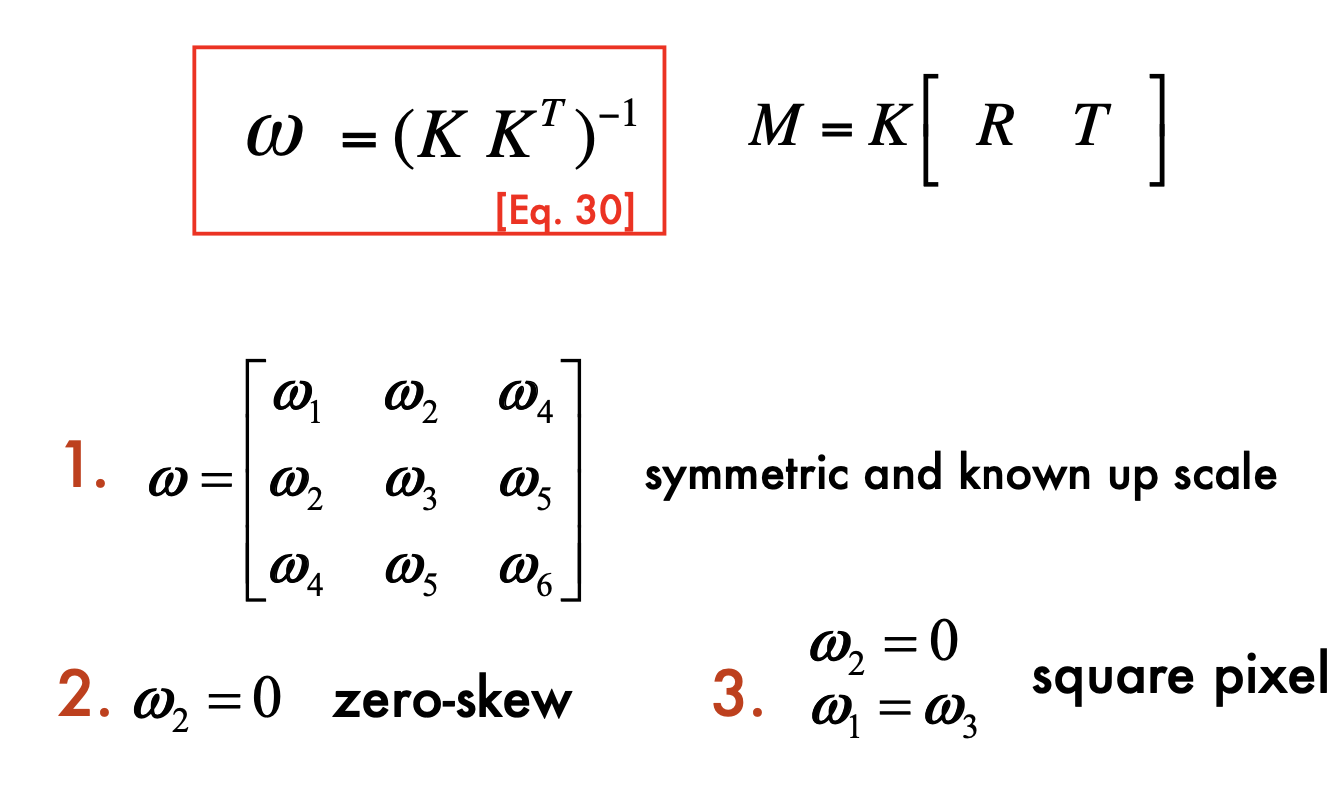 ω = (K Kᵀ)⁻¹
[Eq. 30]
M = K[ R T ]
1. ω = [ ω₁ ω₂ ω₄
ω₂ ω₃ ω₅
ω₄ ω₅ ω₆ ]
symmetric and known up scale
2. ω₂ = 0 zero-skew
3. ω₂ = 0
ω₁ = ω₃
square pixel